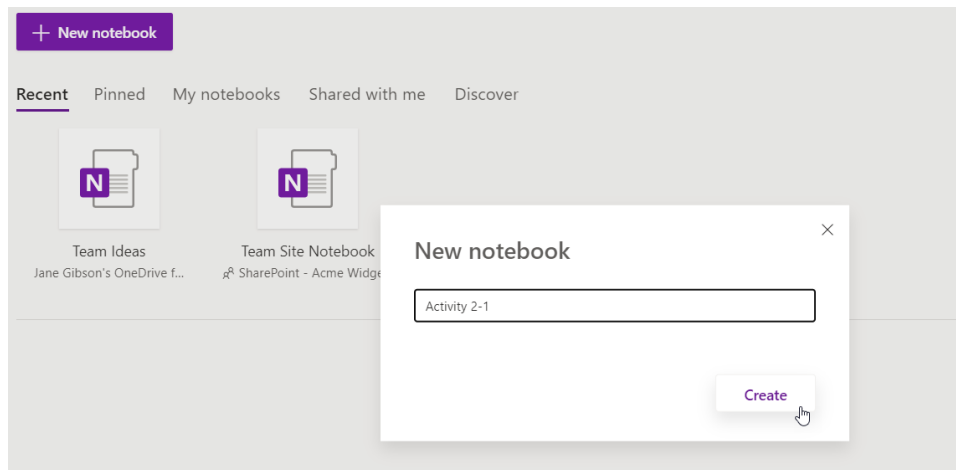 + New notebook
Recent Pinned My notebooks Shared with me Discover
N N
Team Ideas Team Site Notebook
Jane Gibson's OneDrive f... SharePoint - Acme Widge
New notebook
Activity 2-1
Create